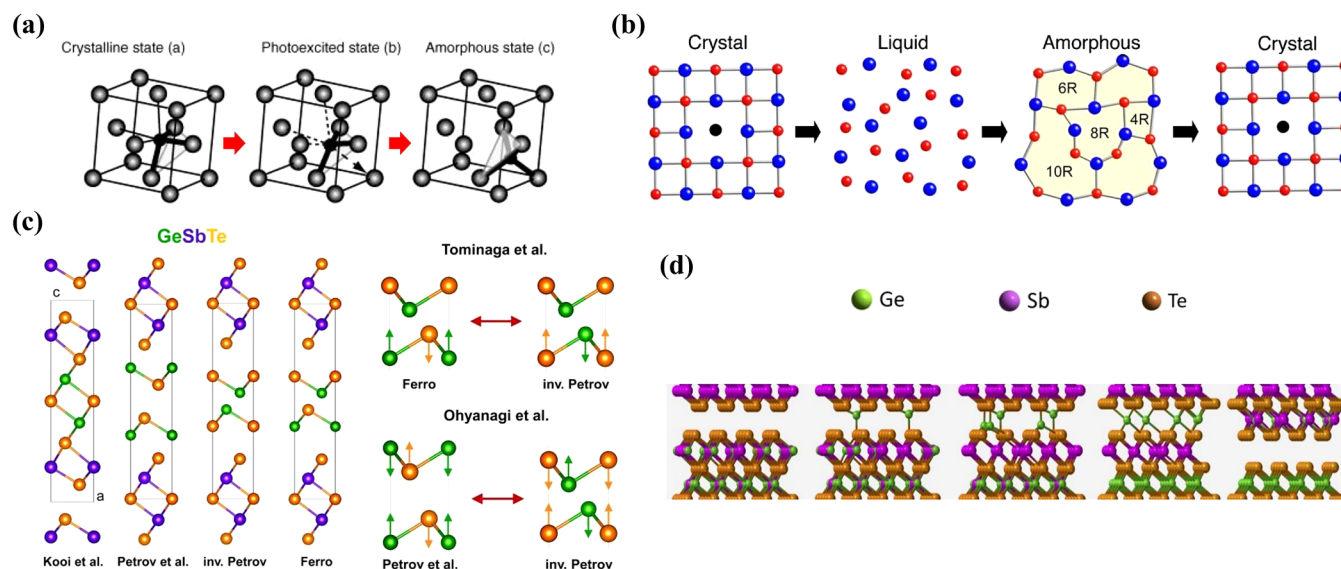 (a)
Crystalline state (a) Photoexcited state (b) Amorphous state (c)
(b)
Crystal Liquid Amorphous Crystal
6R
8R 4R
10R
(c)
GeSbTe
c
a
Kooi et al. Petrov et al. inv. Petrov Ferro
Tominaga et al.
Ferro inv. Petrov
Ohyanagi et al.
Petrov et al. inv. Petrov
(d)
Ge Sb Te